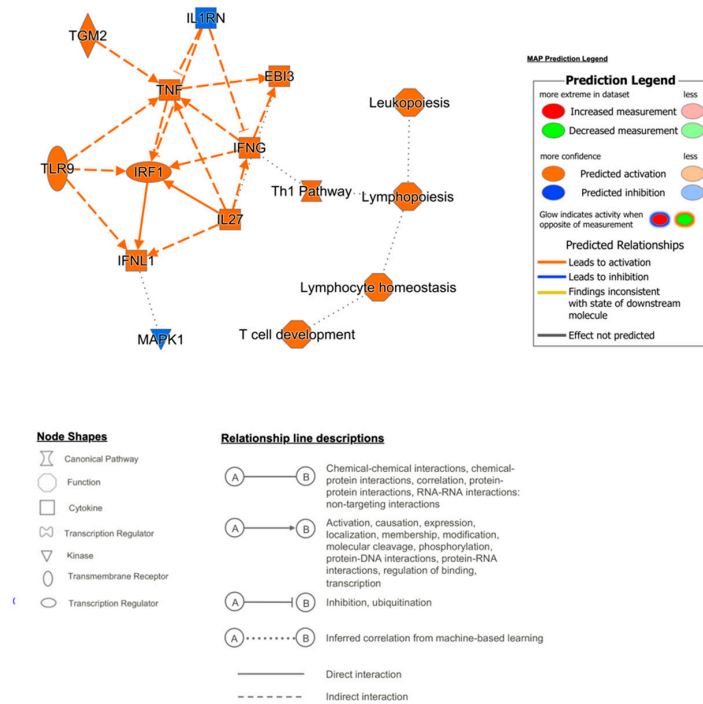 IL1RN
TGM2
TNF
EBI3
Leukopoiesis
IFNG
TLR9
IRF1
Th1 Pathway
Lymphopoiesis
IL27
IFNL1
Lymphocyte homeostasis
MAPK1
T cell development
MAP Prediction Legend
Prediction Legend
more extreme in dataset
less
Increased measurement
Decreased measurement
more confidence
less
Predicted activation
Predicted inhibition
Glow indicates activity when
opposite of measurement
Predicted Relationships
Leads to activation
Leads to inhibition
Findings inconsistent
with state of downstream
molecule
Effect not predicted
Node Shapes
Canonical Pathway
Function
Cytokine
Transcription Regulator
Kinase
Transmembrane Receptor
Transcription Regulator
Relationship line descriptions
A B
Chemical-chemical interactions, chemical-
protein interactions, correlation, protein-
protein interactions, RNA-RNA interactions:
non-targeting interactions
A B
Activation, causation, expression,
localization, membership, modification,
molecular cleavage, phosphorylation,
protein-DNA interactions, protein-RNA
interactions, regulation of binding,
transcription
A B
Inhibition, ubiquitination
A B
Inferred correlation from machine-based learning
Direct interaction
Indirect interaction